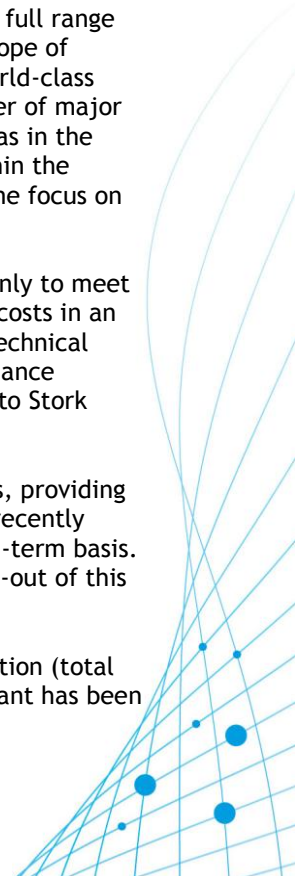 full range
ope of
rld-class
er of major
as in the
hin the
ne focus on
nly to meet
costs in an
echnical
ance
to Stork
s, providing
recently
-term basis.
-out of this
tion (total
ant has been